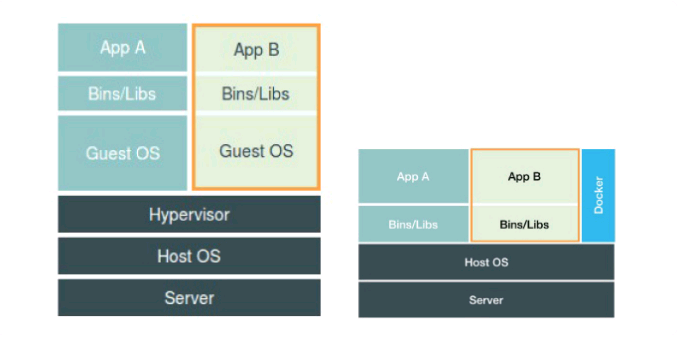 App A
App B
Bins/Libs
Bins/Libs
Guest OS
Guest OS
Hypervisor
Host OS
Server
App A
App B
Docker
Bins/Libs
Bins/Libs
Host OS
Server